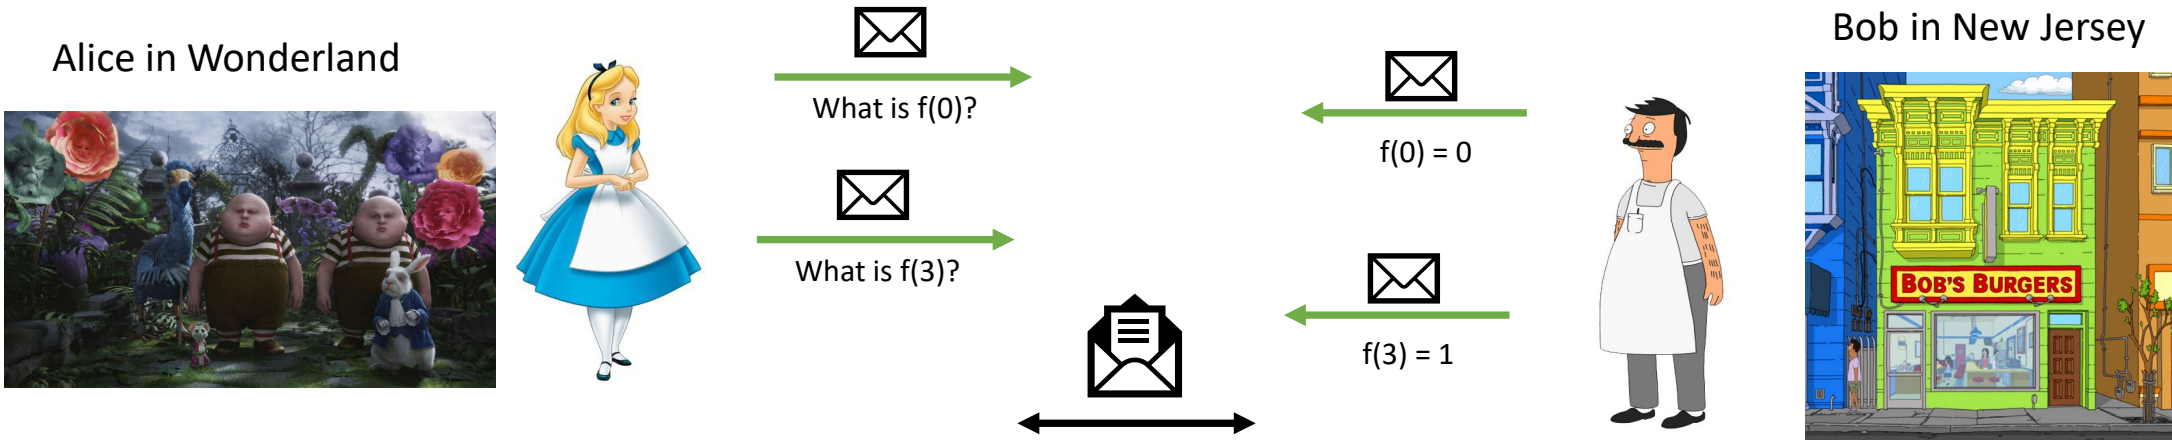 Alice in Wonderland
What is f(0)?
What is f(3)?
f(0) = 0
f(3) = 1
Bob in New Jersey
BOB'S BURGERS